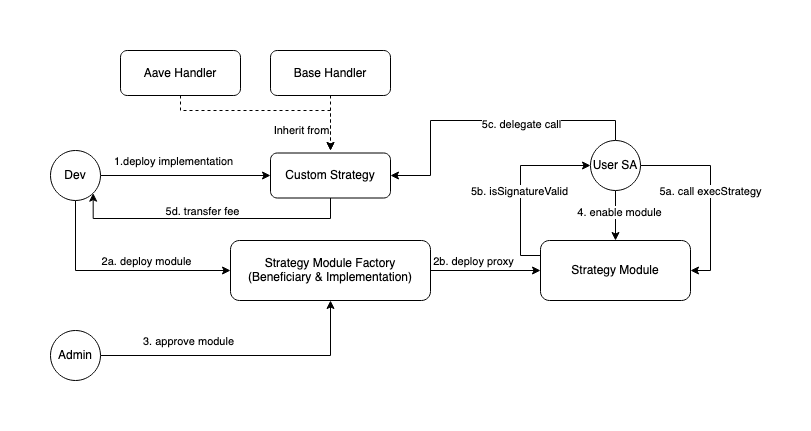 Aave Handler
Base Handler
5c. delegate call
Inherit from
1.deploy implementation
User SA
Dev
Custom Strategy
5b. isSignatureValid
5a. call execStrategy
5d. transfer fee
4. enable module
2a. deploy module
Strategy Module Factory
(Beneficiary & Implementation)
2b. deploy proxy
Strategy Module
3. approve module
Admin